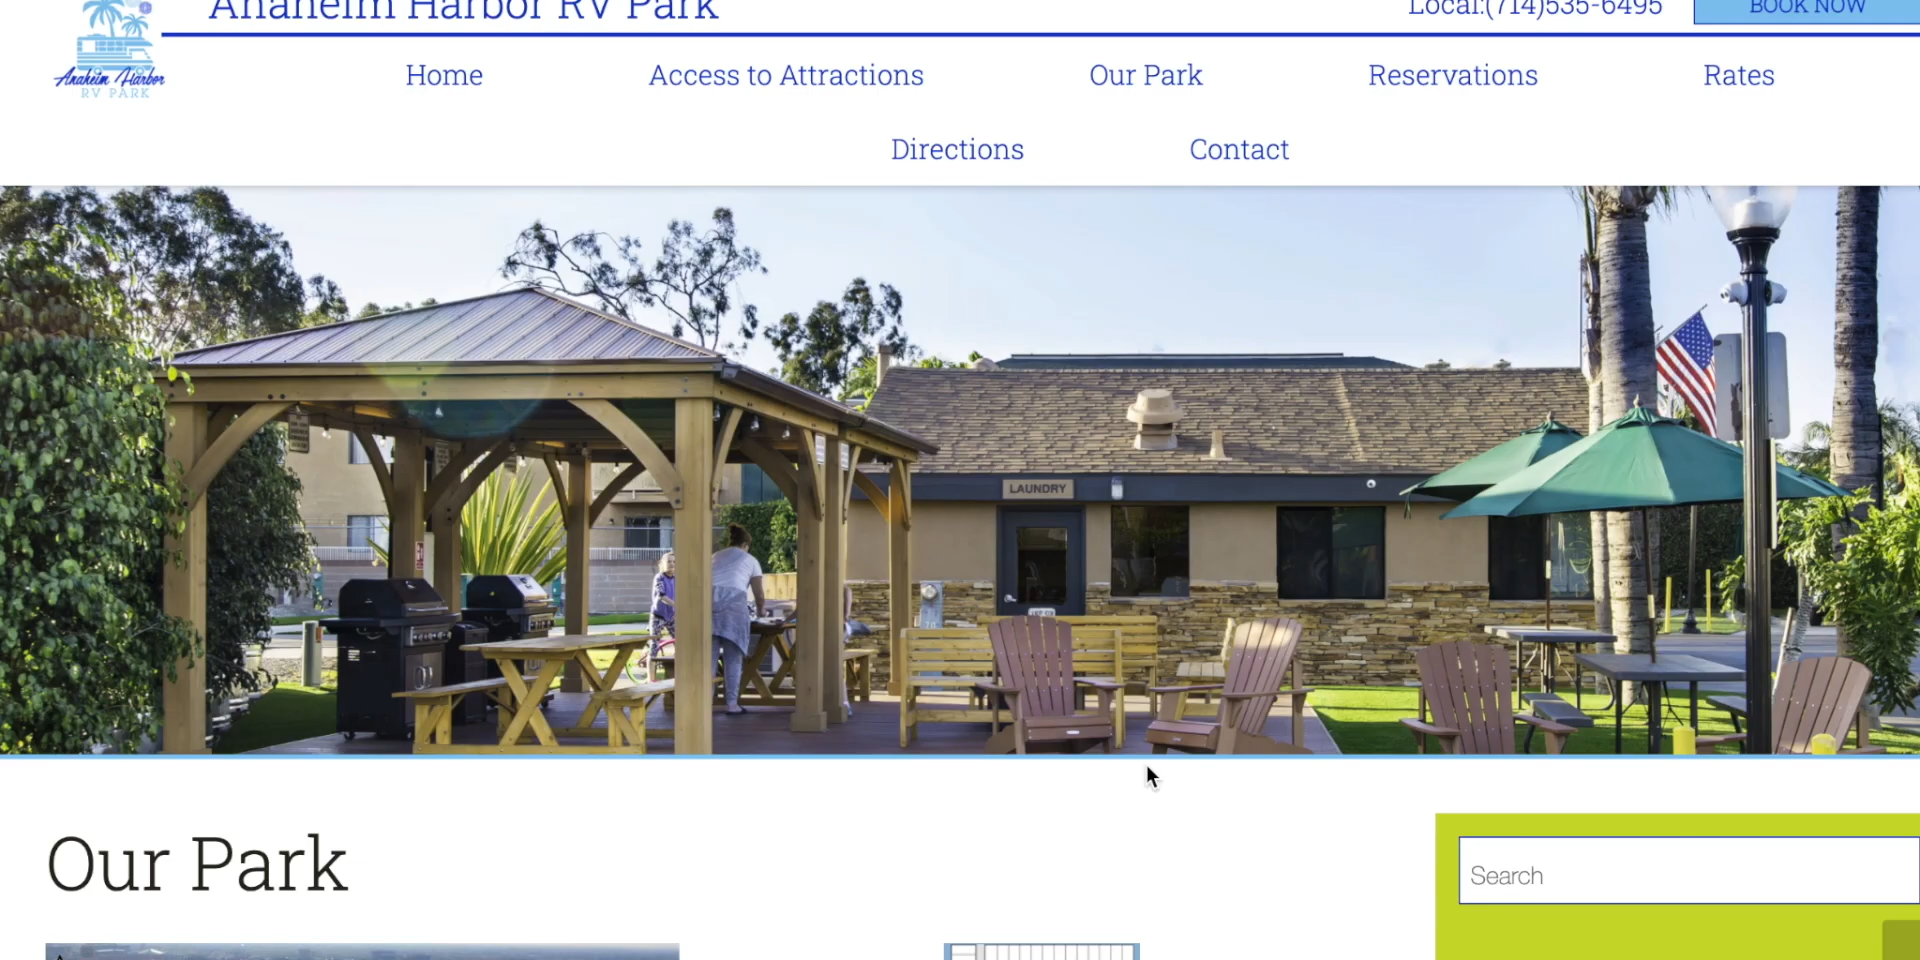 Anaheim Harbor RV Park
Local:(714)535-6495
BOOK NOW
Anaheim Harbor
RV PARK
Home
Access to Attractions
Our Park
Reservations
Rates
Directions
Contact
LAUNDRY
Our Park
Search